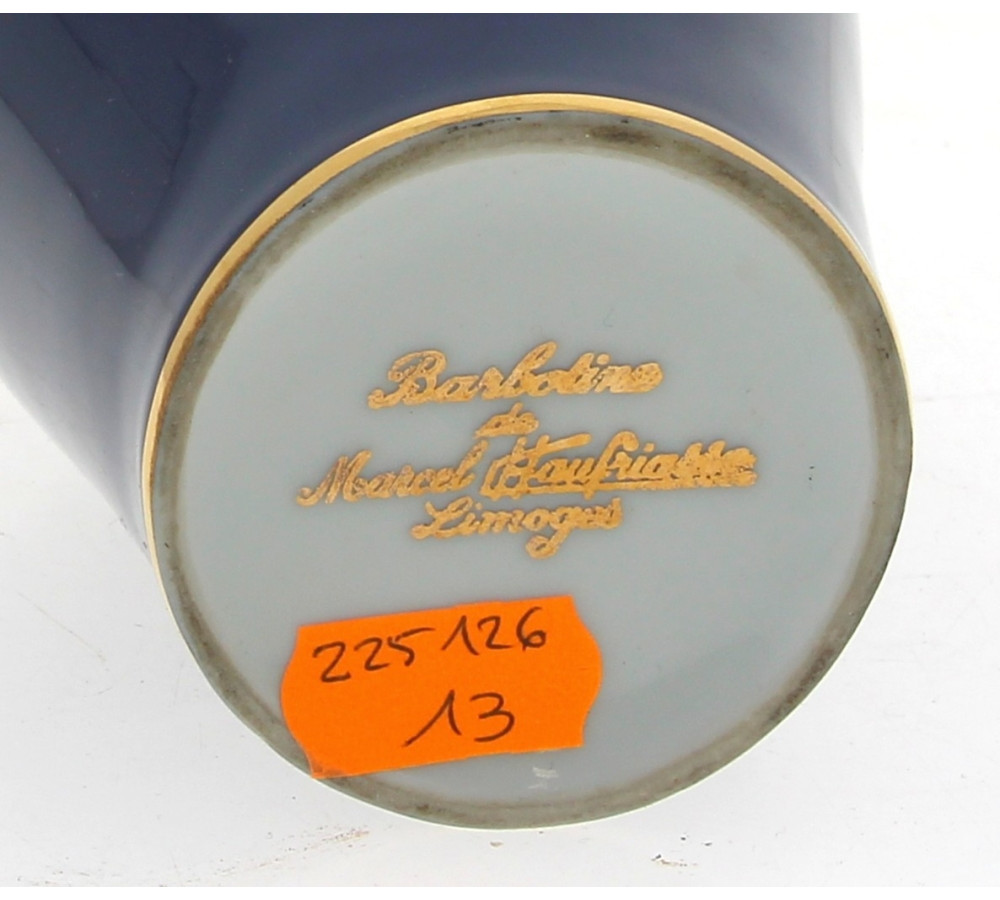 Barbotine
de
Marcel Chaufriasse
Limoges
225126
13